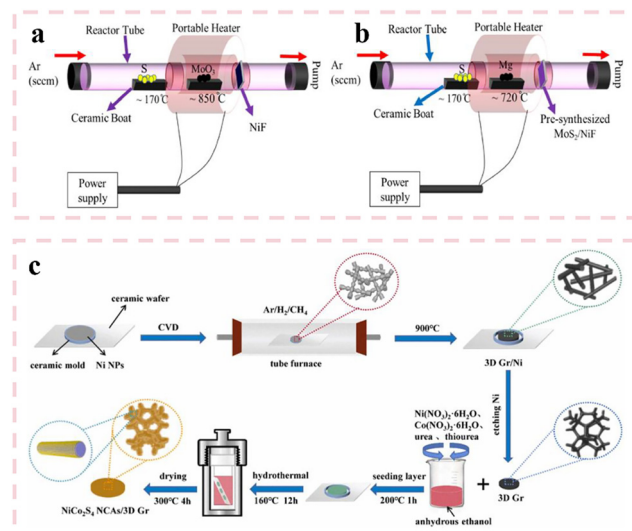 a
Reactor Tube
Portable Heater
Ar
(sccm)
S
MoO3
Pump
~ 170℃
~ 850℃
Ceramic Boat
NiF
Power
supply
b
Reactor Tube
Portable Heater
Ar
(sccm)
S
Mg
Pump
~ 170℃
~ 720℃
Ceramic Boat
Pre-synthesized
MoS2/NiF
Power
supply
c
ceramic wafer
ceramic mold
Ni NPs
CVD
Ar/H2/CH4
tube furnace
900℃
3D Gr/Ni
etching Ni
3D Gr
Ni(NO3)2·6H2O、
Co(NO3)2·6H2O
urea 、thiourea
anhydrous ethanol
+
seeding layer
200℃ 1h
hydrothermal
160℃ 12h
drying
300℃ 4h
NiCo2S4 NCAs/3D Gr